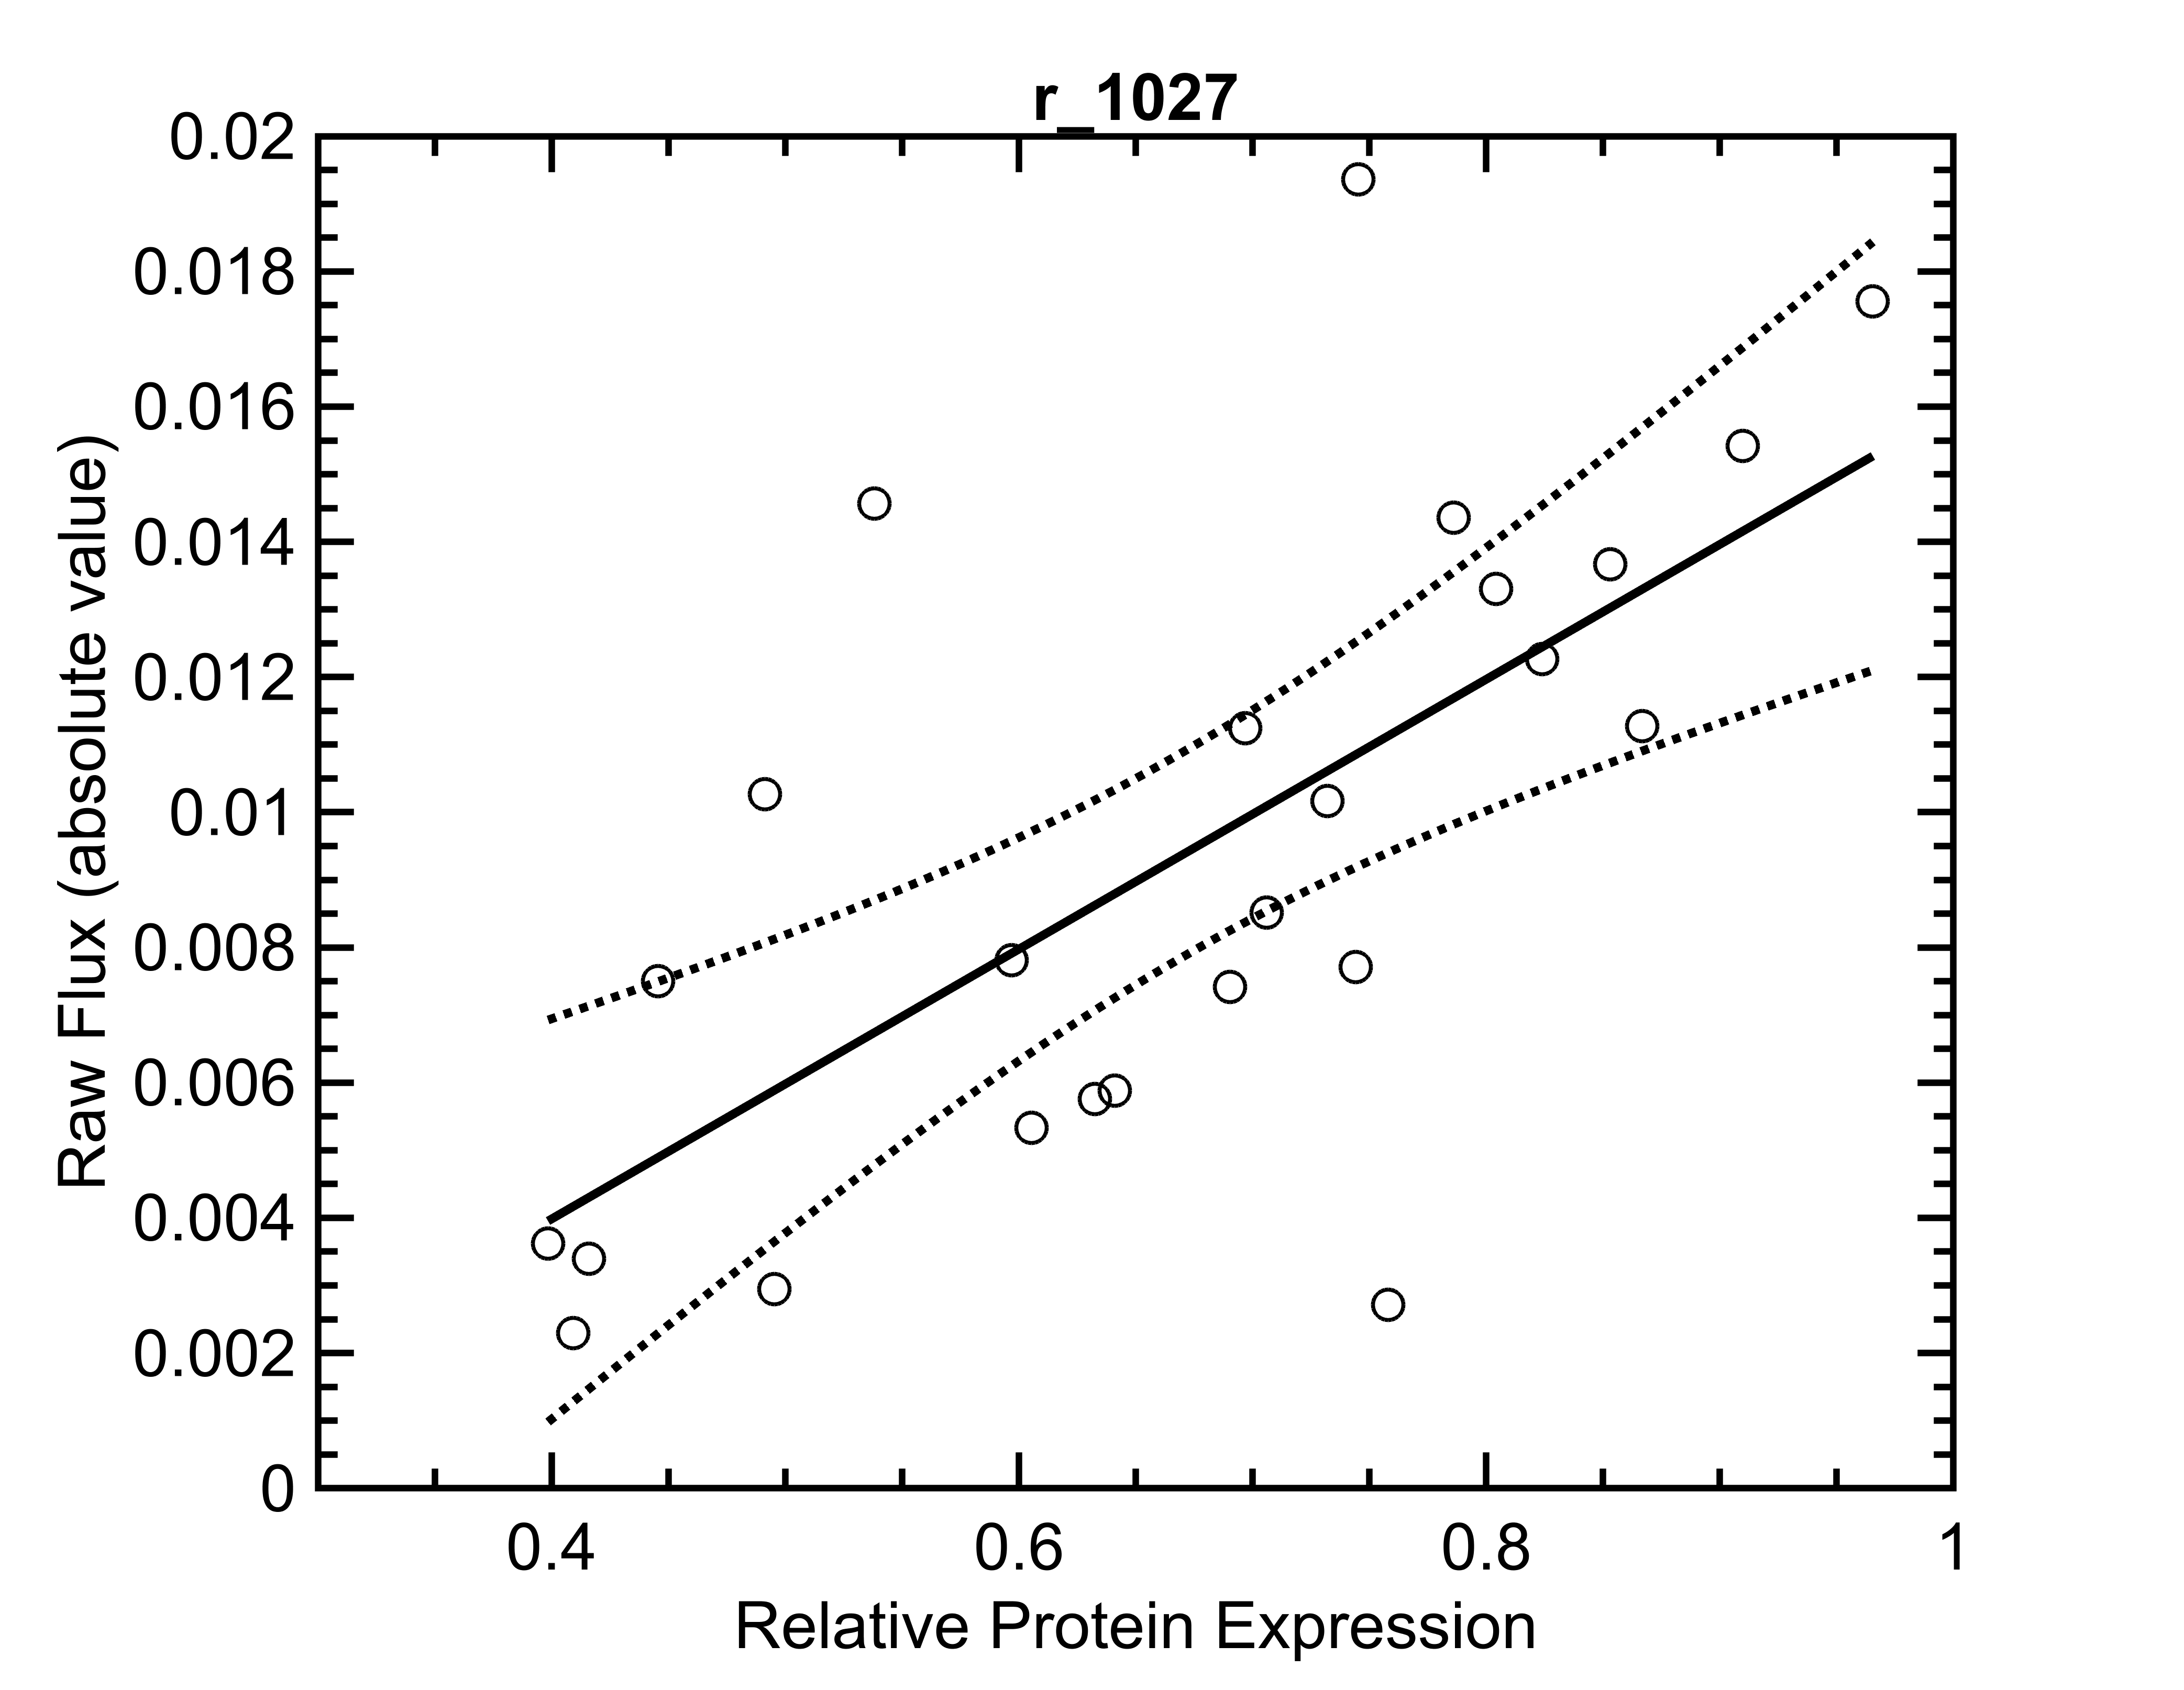 r_1027
0.02
0.018
0.016
0.014
0.012
0.01
0.008
0.006
0.004
0.002
0
Raw Flux (absolute value)
0.4 0.6 0.8 1
Relative Protein Expression